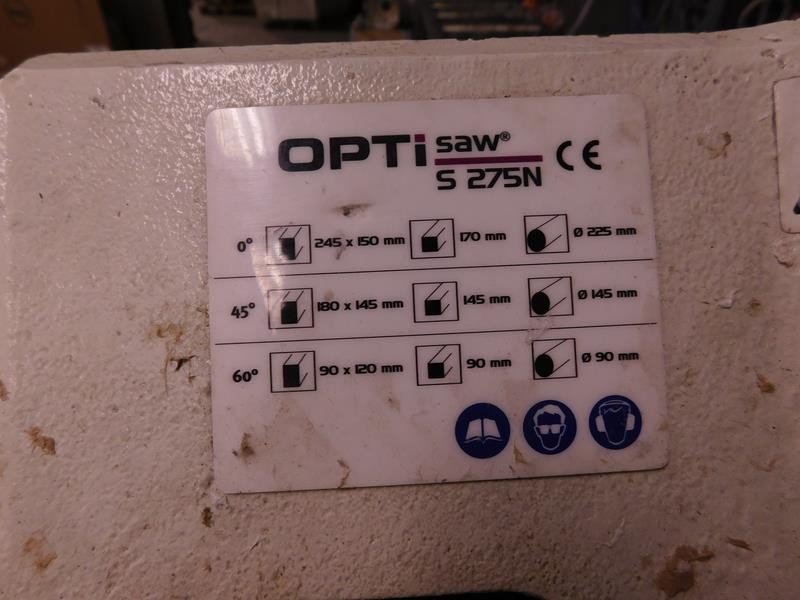 OPTi saw®
S 275N
CE
0° 245 x 150 mm 170 mm Ø 225 mm
45° 180 x 145 mm 145 mm Ø 145 mm
60° 90 x 120 mm 90 mm Ø 90 mm